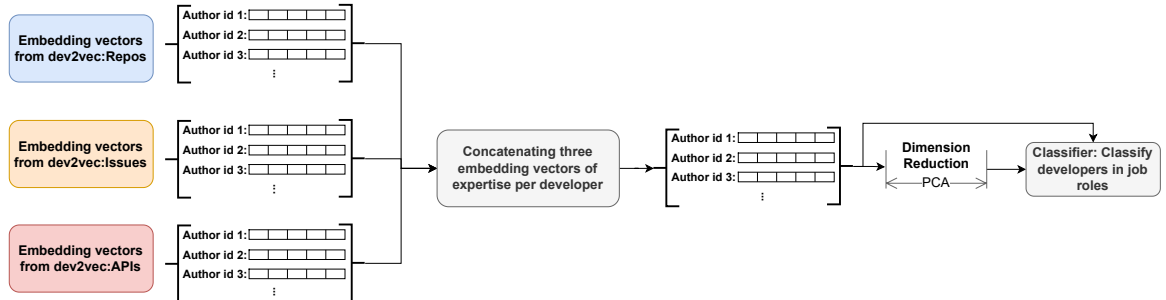 Embedding vectors
from dev2vec:Repos
Author id 1:
Author id 2:
Author id 3:
...
Embedding vectors
from dev2vec:Issues
Author id 1:
Author id 2:
Author id 3:
...
Embedding vectors
from dev2vec:APIs
Author id 1:
Author id 2:
Author id 3:
...
Concatenating three
embedding vectors of
expertise per developer
Author id 1:
Author id 2:
Author id 3:
...
Dimension
Reduction
PCA
Classifier: Classify
developers in job
roles